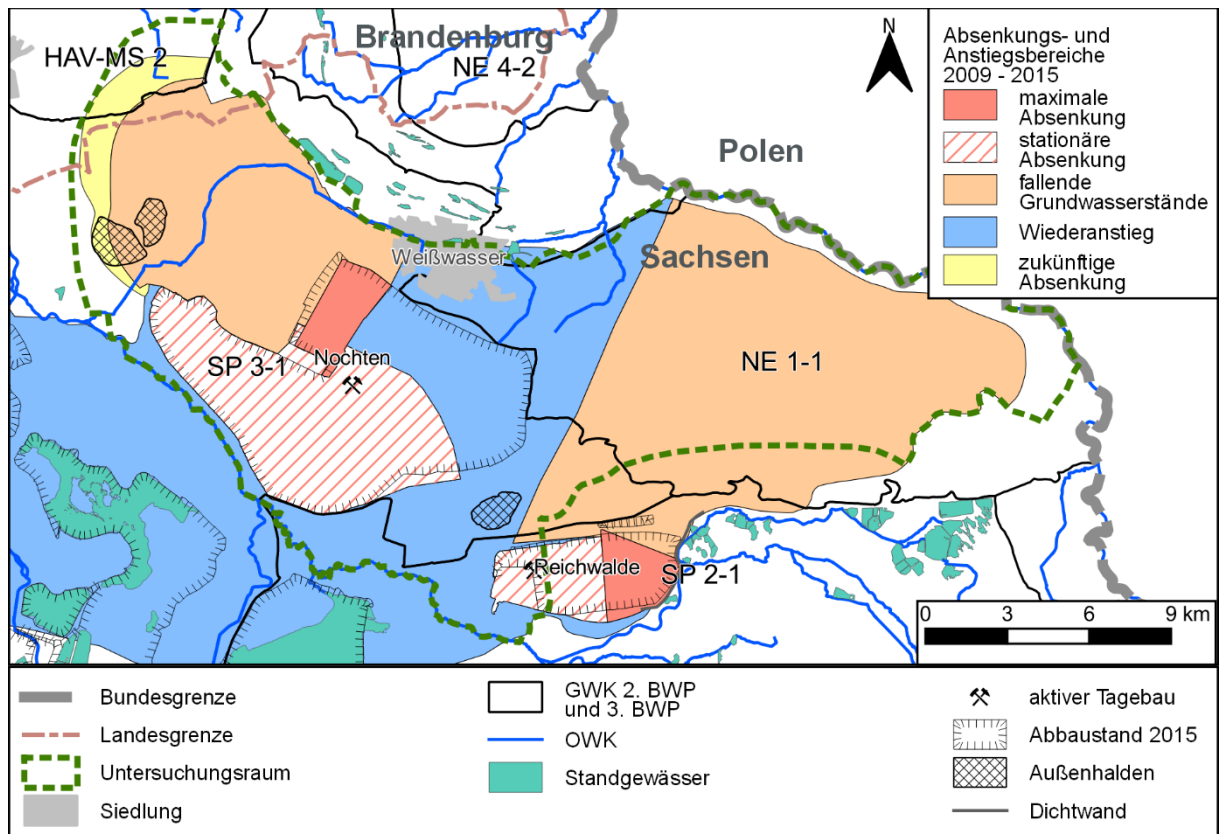 Brandenburg
HAV-MS 2
NE 4-2
N
Polen
Weißwasser
Sachsen
Nochten
SP 3-1
NE 1-1
Reichwalde
SP 2-1
Absenkungs- und
Anstiegsbereiche
2009 - 2015
maximale
Absenkung
stationäre
Absenkung
fallende
Grundwasserstände
Wiederanstieg
zukünftige
Absenkung
0 3 6 9 km
Bundesgrenze
Landesgrenze
Untersuchungsraum
Siedlung
GWK 2. BWP
und 3. BWP
OWK
Standgewässer
aktiver Tagebau
Abbaustand 2015
Außenhalden
Dichtwand